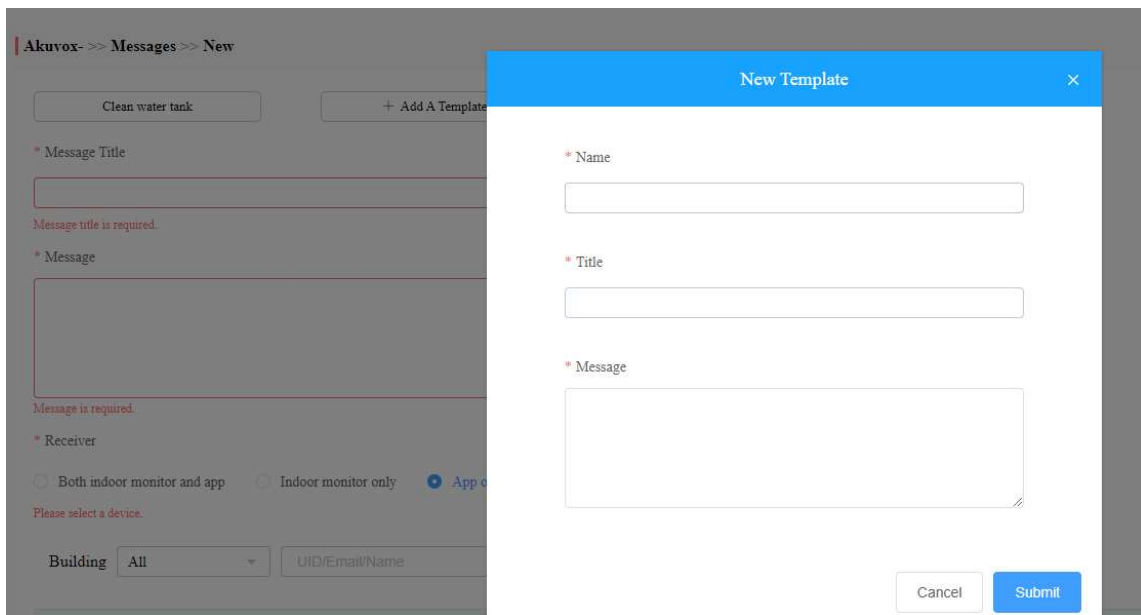 Akuvox- >> Messages >> New
New Template
Clean water tank
+ Add A Template
* Message Title
* Name
Message title is required.
* Message
* Title
* Message
Message is required.
* Receiver
Both indoor monitor and app
Indoor monitor only
App o
Please select a device.
Building
All
UID/Email/Name
Cancel
Submit